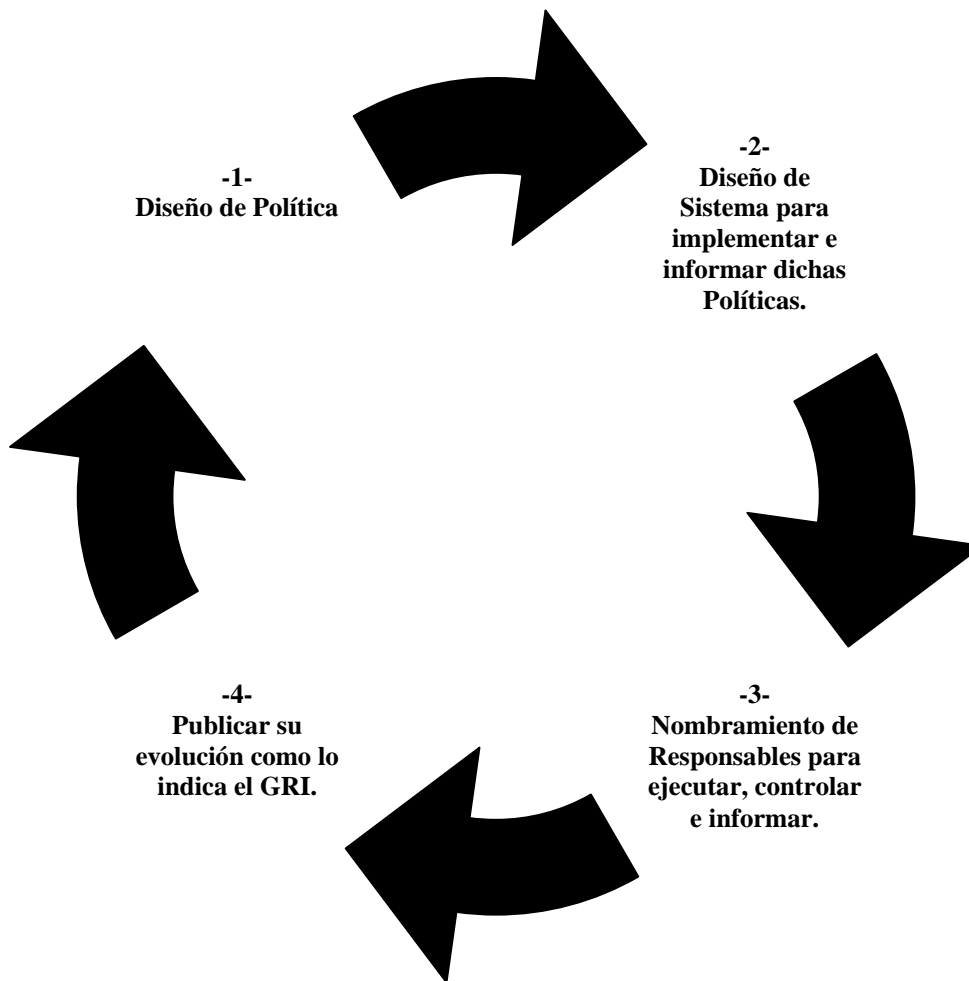 -1-
Diseño de Política
-2-
Diseño de
Sistema para
implementar e
informar dichas
Políticas.
-3-
Nombramiento de
Responsables para
ejecutar, controlar
e informar.
-4-
Publicar su
evolución como lo
indica el GRI.